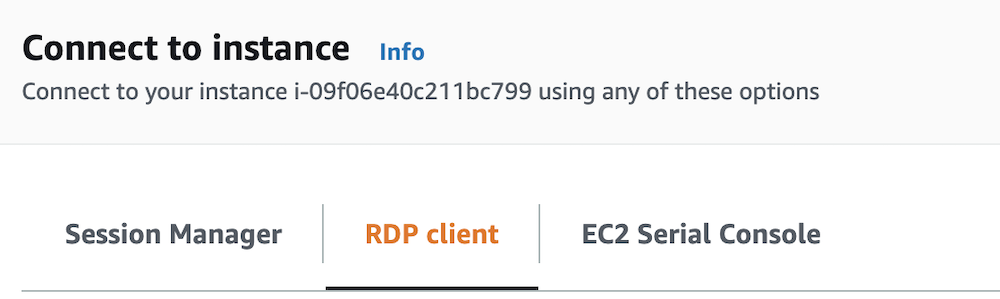 Connect to instance Info
Connect to your instance i-09f06e40c211bc799 using any of these options
Session Manager RDP client EC2 Serial Console